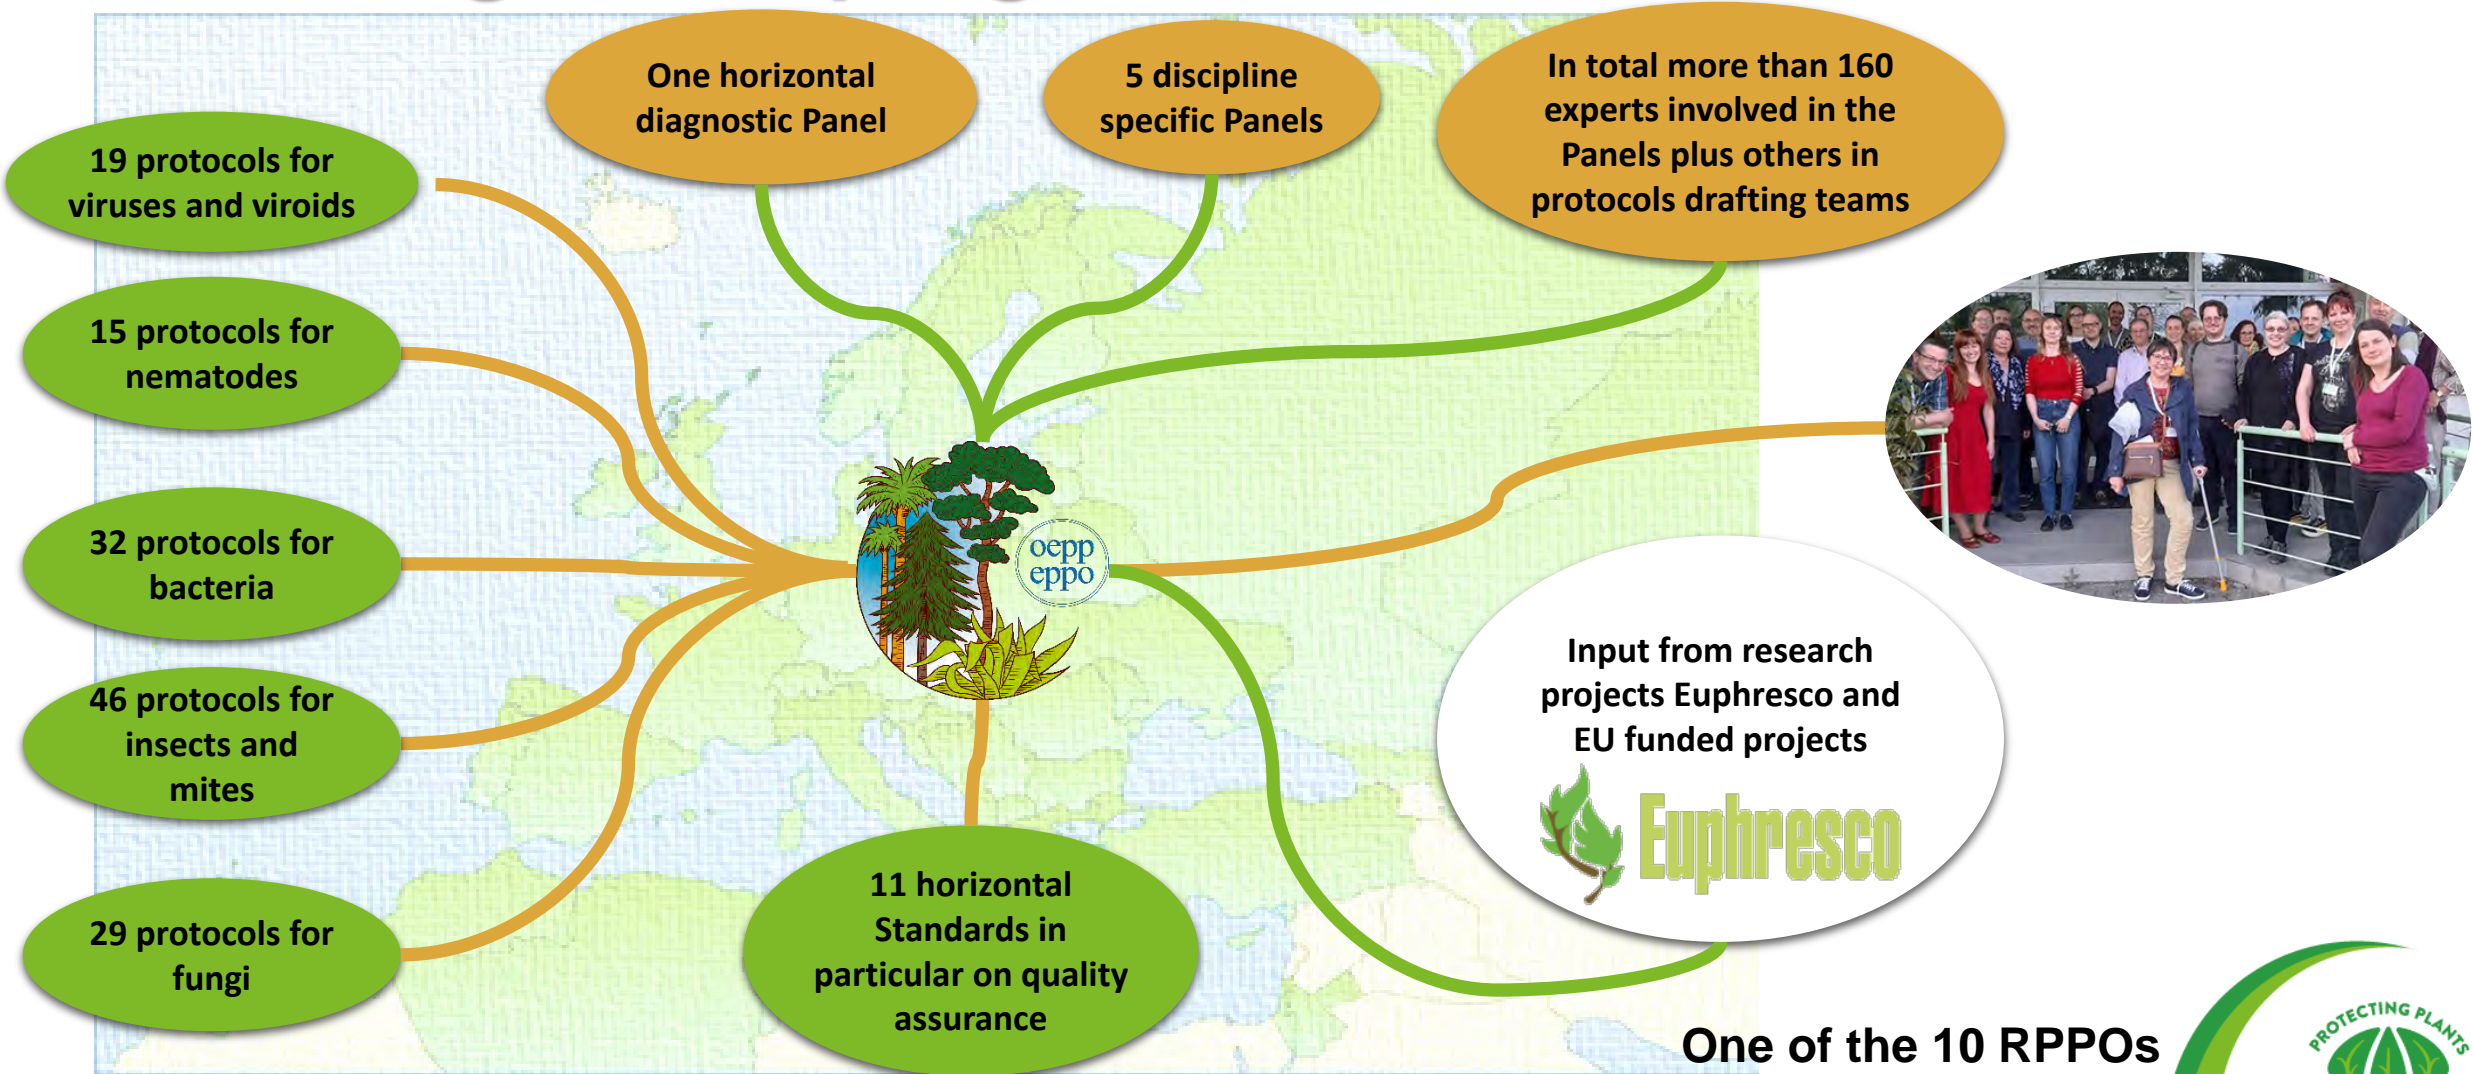 One horizontal
diagnostic Panel
5 discipline
specific Panels
In total more than 160
experts involved in the
Panels plus others in
protocols drafting teams
19 protocols for
viruses and viroids
15 protocols for
nematodes
32 protocols for
bacteria
46 protocols for
insects and
mites
29 protocols for
fungi
oepp
eppo
11 horizontal
Standards in
particular on quality
assurance
Input from research
projects Euphresco and
EU funded projects
Euphresco
One of the 10 RPPOs
PROTECTING PLANTS